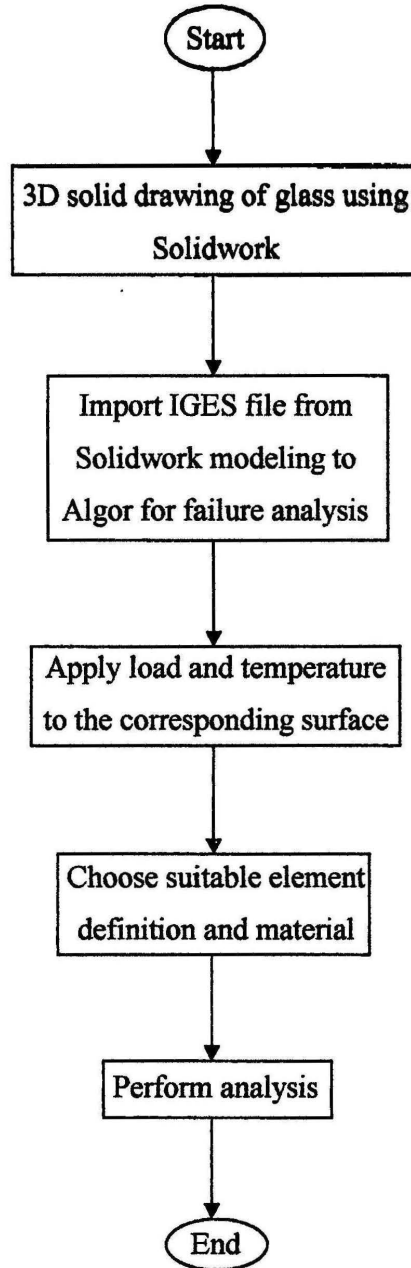 Start
3D solid drawing of glass using
Solidwork
Import IGES file from
Solidwork modeling to
Algor for failure analysis
Apply load and temperature
to the corresponding surface
Choose suitable element
definition and material
Perform analysis
End